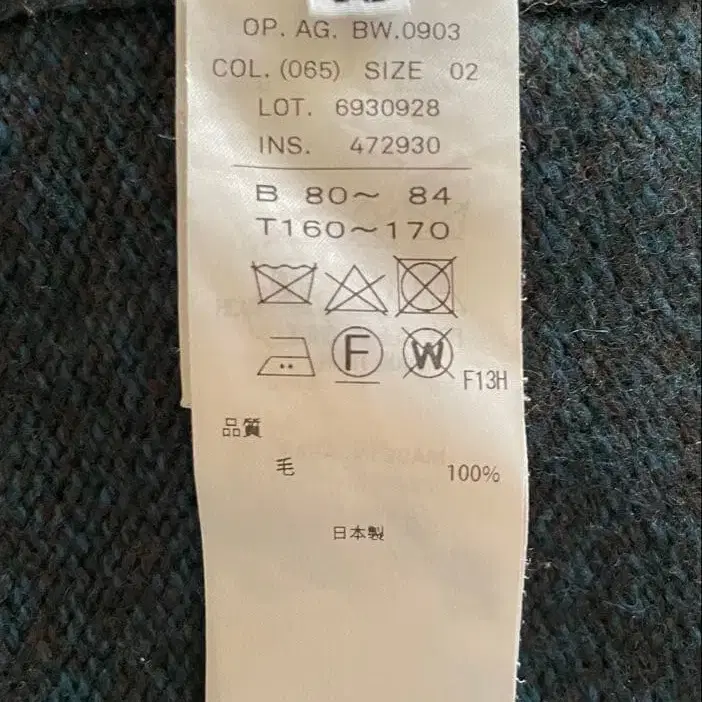 OP. AG. BW.0903
COL. (065) SIZE 02
LOT. 6930928
INS. 472930
B 80～ 84
T160～170
F W F13H
品質
毛 100%
日本製